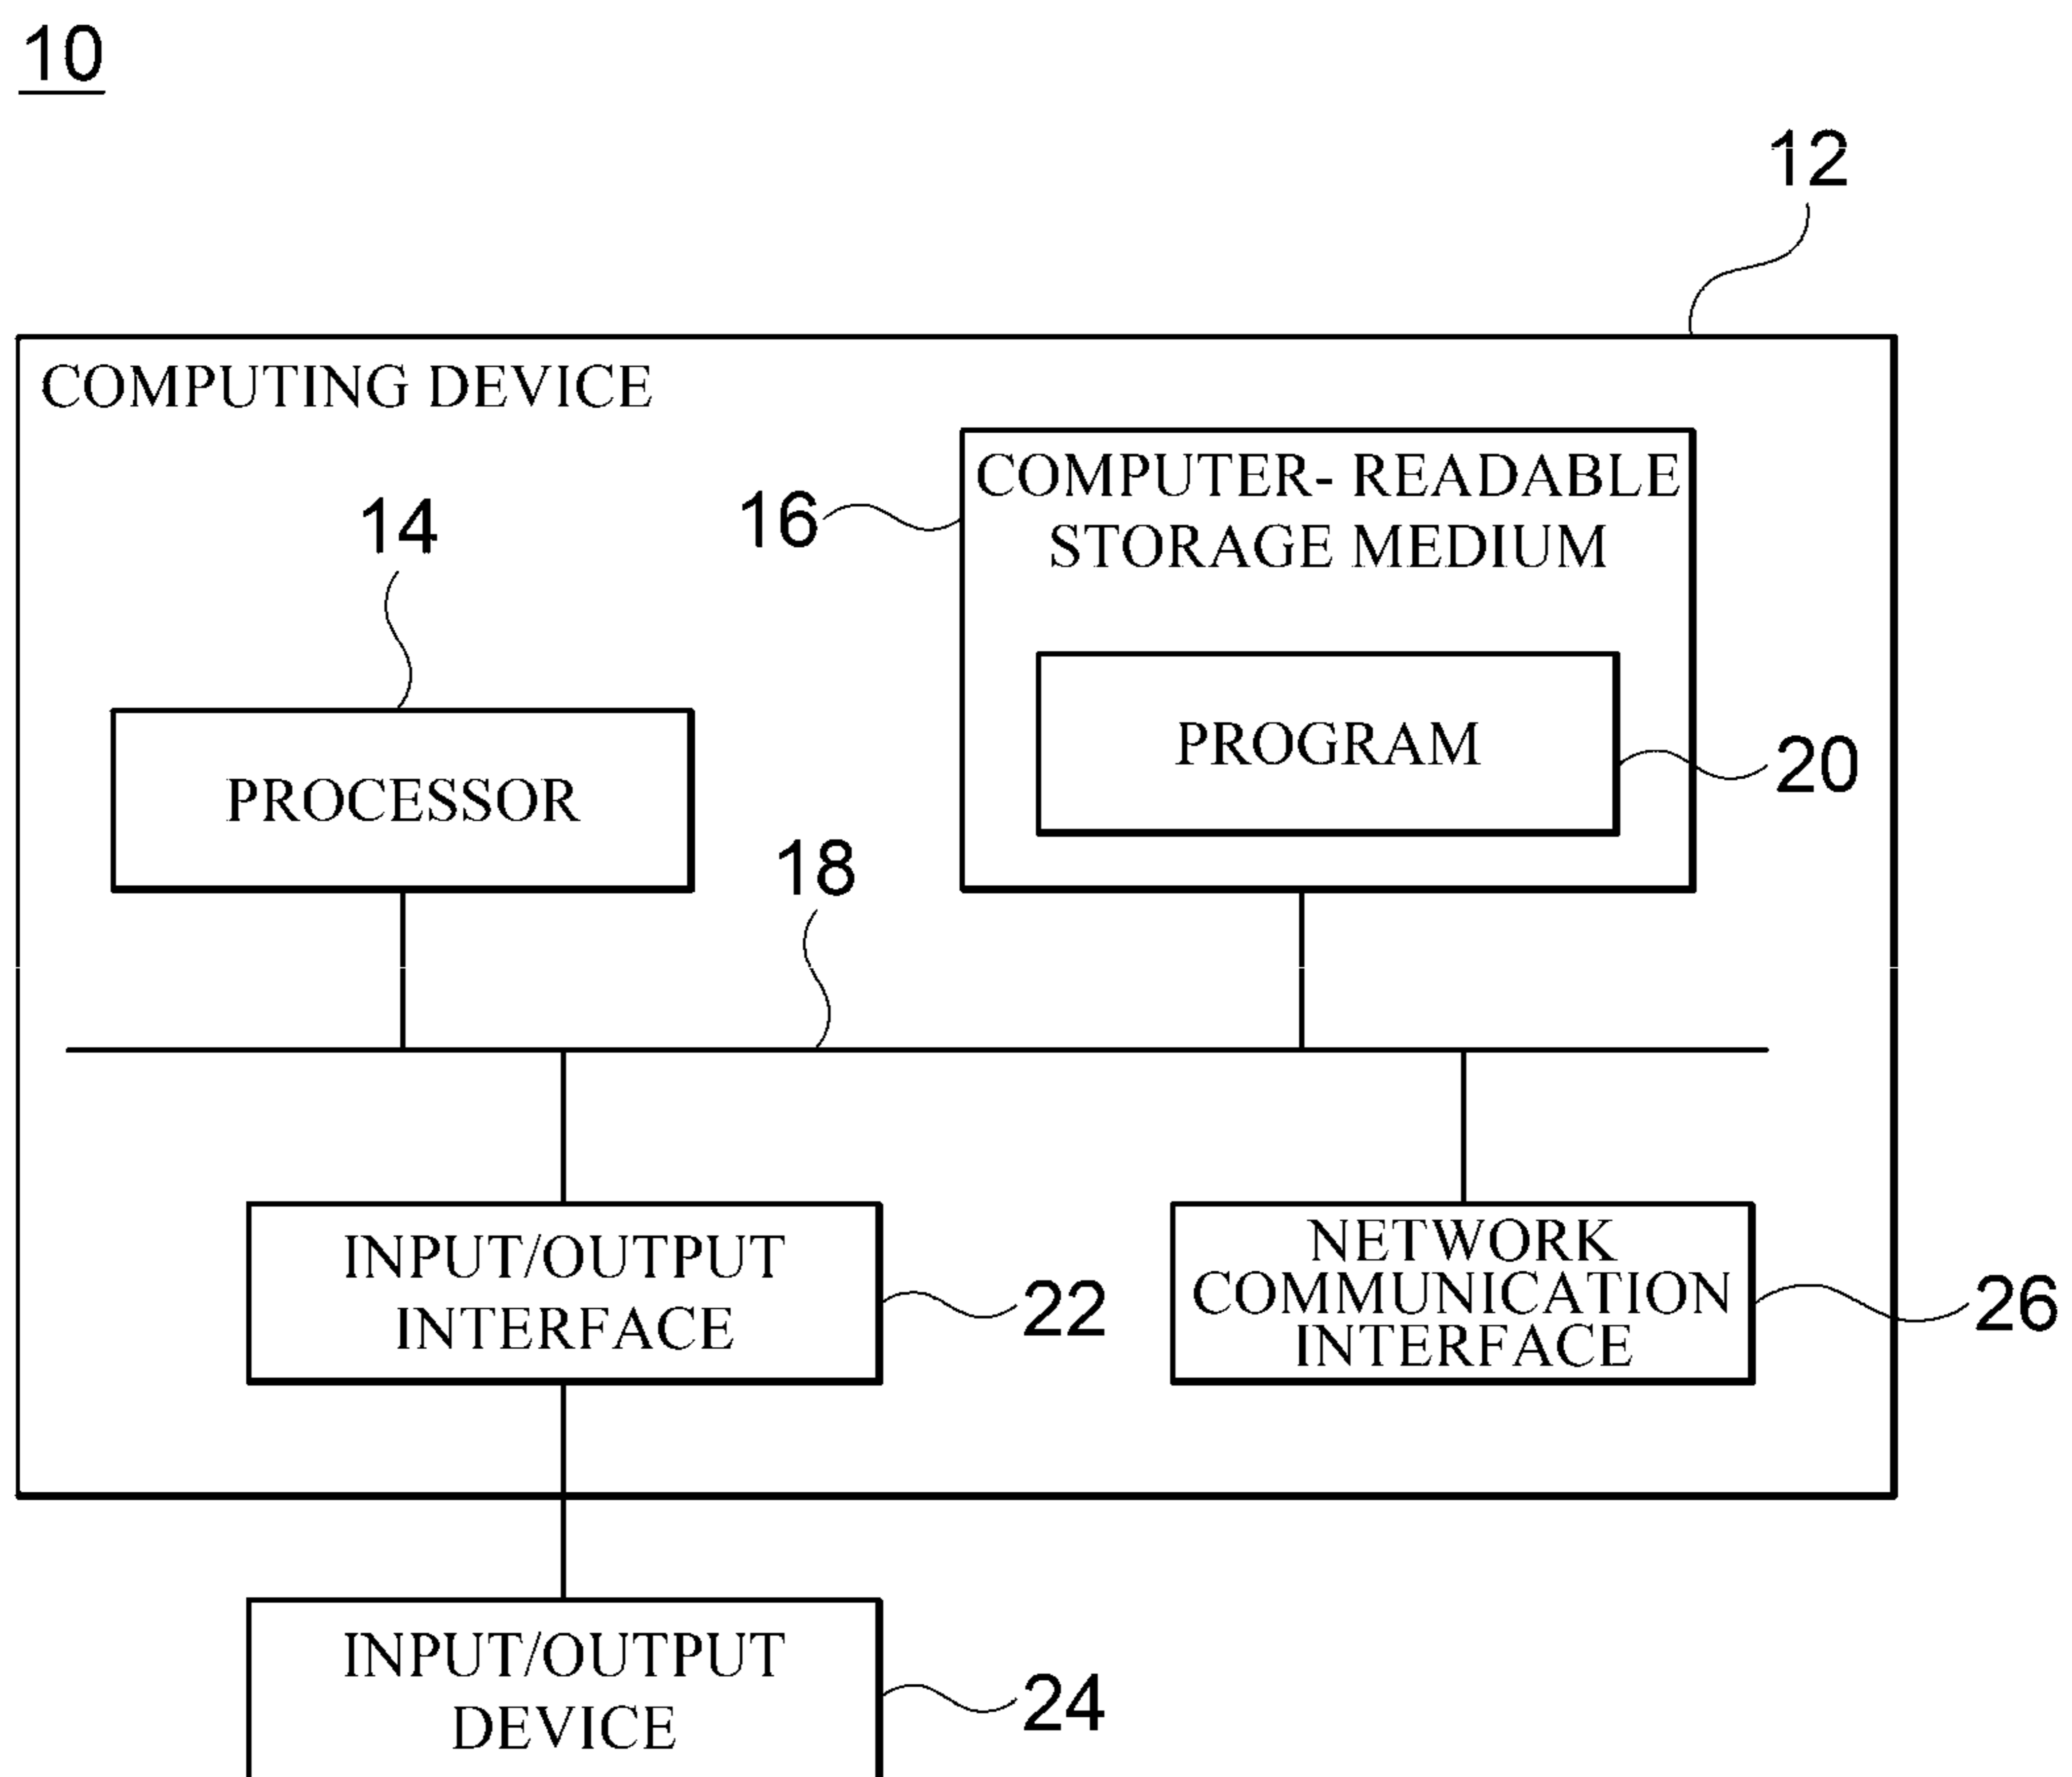 10
12
COMPUTING DEVICE
COMPUTER- READABLE
STORAGE MEDIUM
16
14
PROGRAM
20
PROCESSOR
18
INPUT/OUTPUT
INTERFACE
22
NETWORK
COMMUNICATION
INTERFACE
26
INPUT/OUTPUT
DEVICE
24